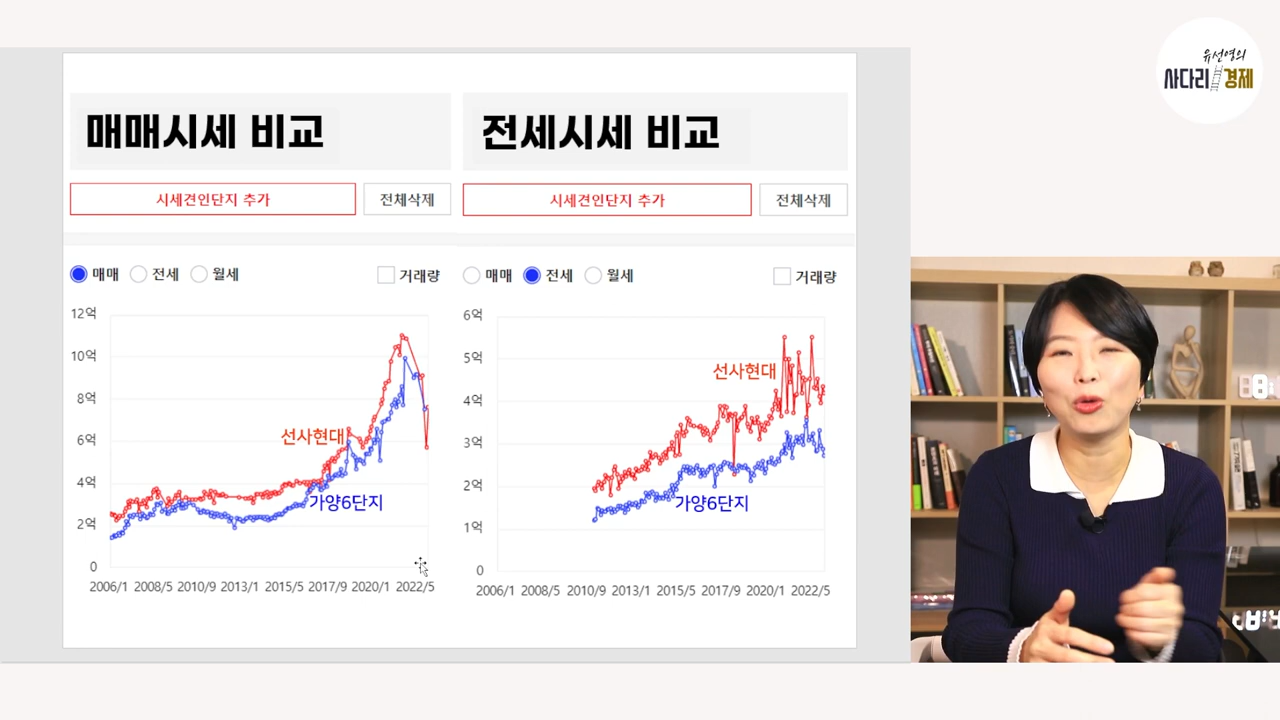 유선영의
사다리 경제
매매시세 비교
전세시세 비교
시세견인단지 추가
전체삭제
시세견인단지 추가
전체삭제
매매 전세 월세
거래량
매매 전세 월세
거래량
12억
10억
8억
6억
4억
2억
0
선사현대
가양6단지
2006/1 2008/5 2010/9 2013/1 2015/5 2017/9 2020/1 2022/5
6억
5억
4억
3억
2억
1억
0
선사현대
가양6단지
2006/1 2008/5 2010/9 2013/1 2015/5 2017/9 2020/1 2022/5